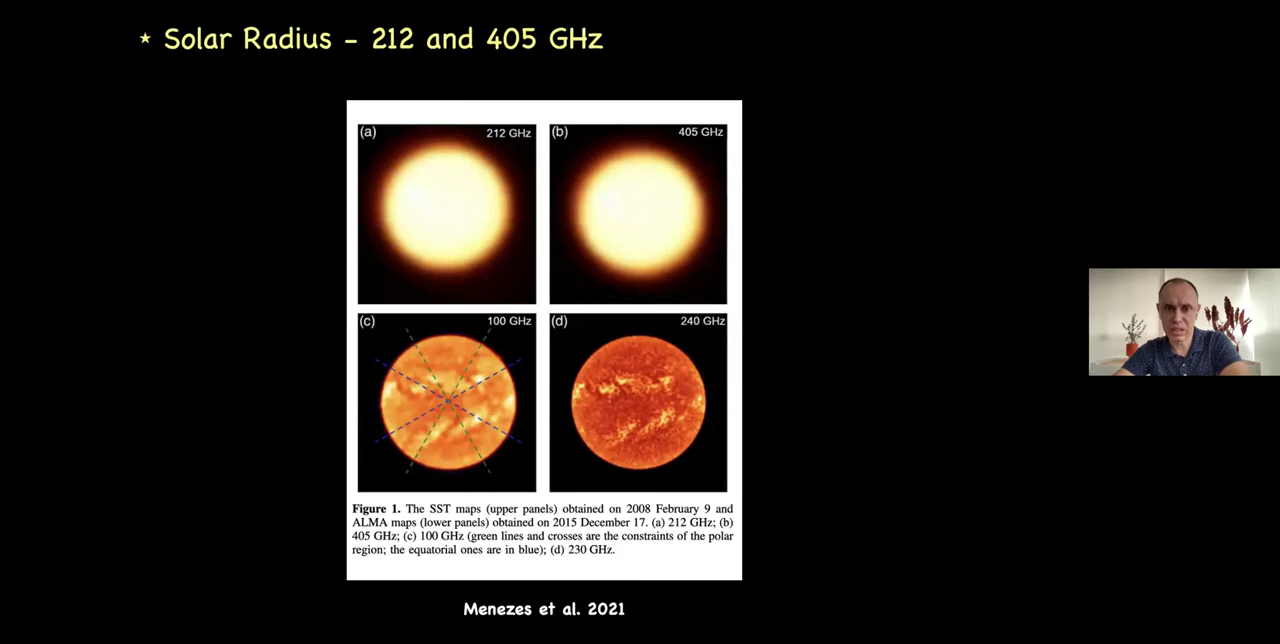 ⋆ Solar Radius – 212 and 405 GHz
(a) 212 GHz
(b) 405 GHz
(c) 100 GHz
(d) 240 GHz
Figure 1. The SST maps (upper panels) obtained on 2008 February 9 and
ALMA maps (lower panels) obtained on 2015 December 17. (a) 212 GHz; (b)
405 GHz; (c) 100 GHz (green lines and crosses are the constraints of the polar
region; the equatorial ones are in blue); (d) 230 GHz.
Menezes et al. 2021